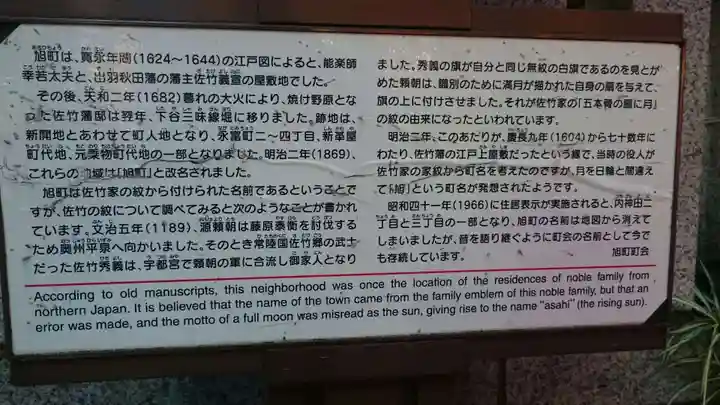 旭町は、寛永年間(1624～1644)の江戸図によると、能楽師
幸若太夫と、出羽秋田藩の藩主佐竹義宣の屋敷地でした。
その後、天和二年(1682)暮れの大火により、焼け野原とな
った佐竹藩邸は翌年、下谷三味線堀に移りました。跡地は、
新開地とあわせて町人地となり、永富町二～四丁目、新革屋
町代地、元乗物町代地の一部となりました。明治二年(1869)、
これらの地域は「旭町」と改名されました。
旭町は佐竹家の紋から付けられた名前であるということで
すが、佐竹の紋について調べてみると次のようなことが書かれ
ています。文治五年(1189)、源頼朝は藤原泰衡を討伐する
ため奥州平泉へ向かいました。そのとき常陸国佐竹郷の武士
だった佐竹秀義は、宇都宮で頼朝の軍に合流し御家人となり
ました。秀義の旗が自分と同じ無紋の白旗であるのを見とが
めた頼朝は、識別のために満月が描かれた自身の扇を与えて、
旗の上に付けさせました。それが佐竹家の「五本骨の扇に月」
の紋の由来になったといわれています。
明治二年、このあたりが、慶長九年(1604)から七十数年に
わたり、佐竹藩の江戸上屋敷だったという縁で、当時の役人が
佐竹家の家紋から町名を考えたのですが、月を日輪と間違え
て「旭」という町名が発想されたようです。
昭和四十一年(1966)に住居表示が実施されると、内神田二
丁目と三丁目の一部となり、旭町の名前は地図から消えて
しまいましたが、昔を語り継ぐように町会の名前として今で
も存続しています。
旭町町会
According to old manuscripts, this neighborhood was once the location of the residences of noble family from
northern Japan. It is believed that the name of the town came from the family emblem of this noble family, but that an
error was made, and the motto of a full moon was misread as the sun, giving rise to the name "asahi" (the rising sun).